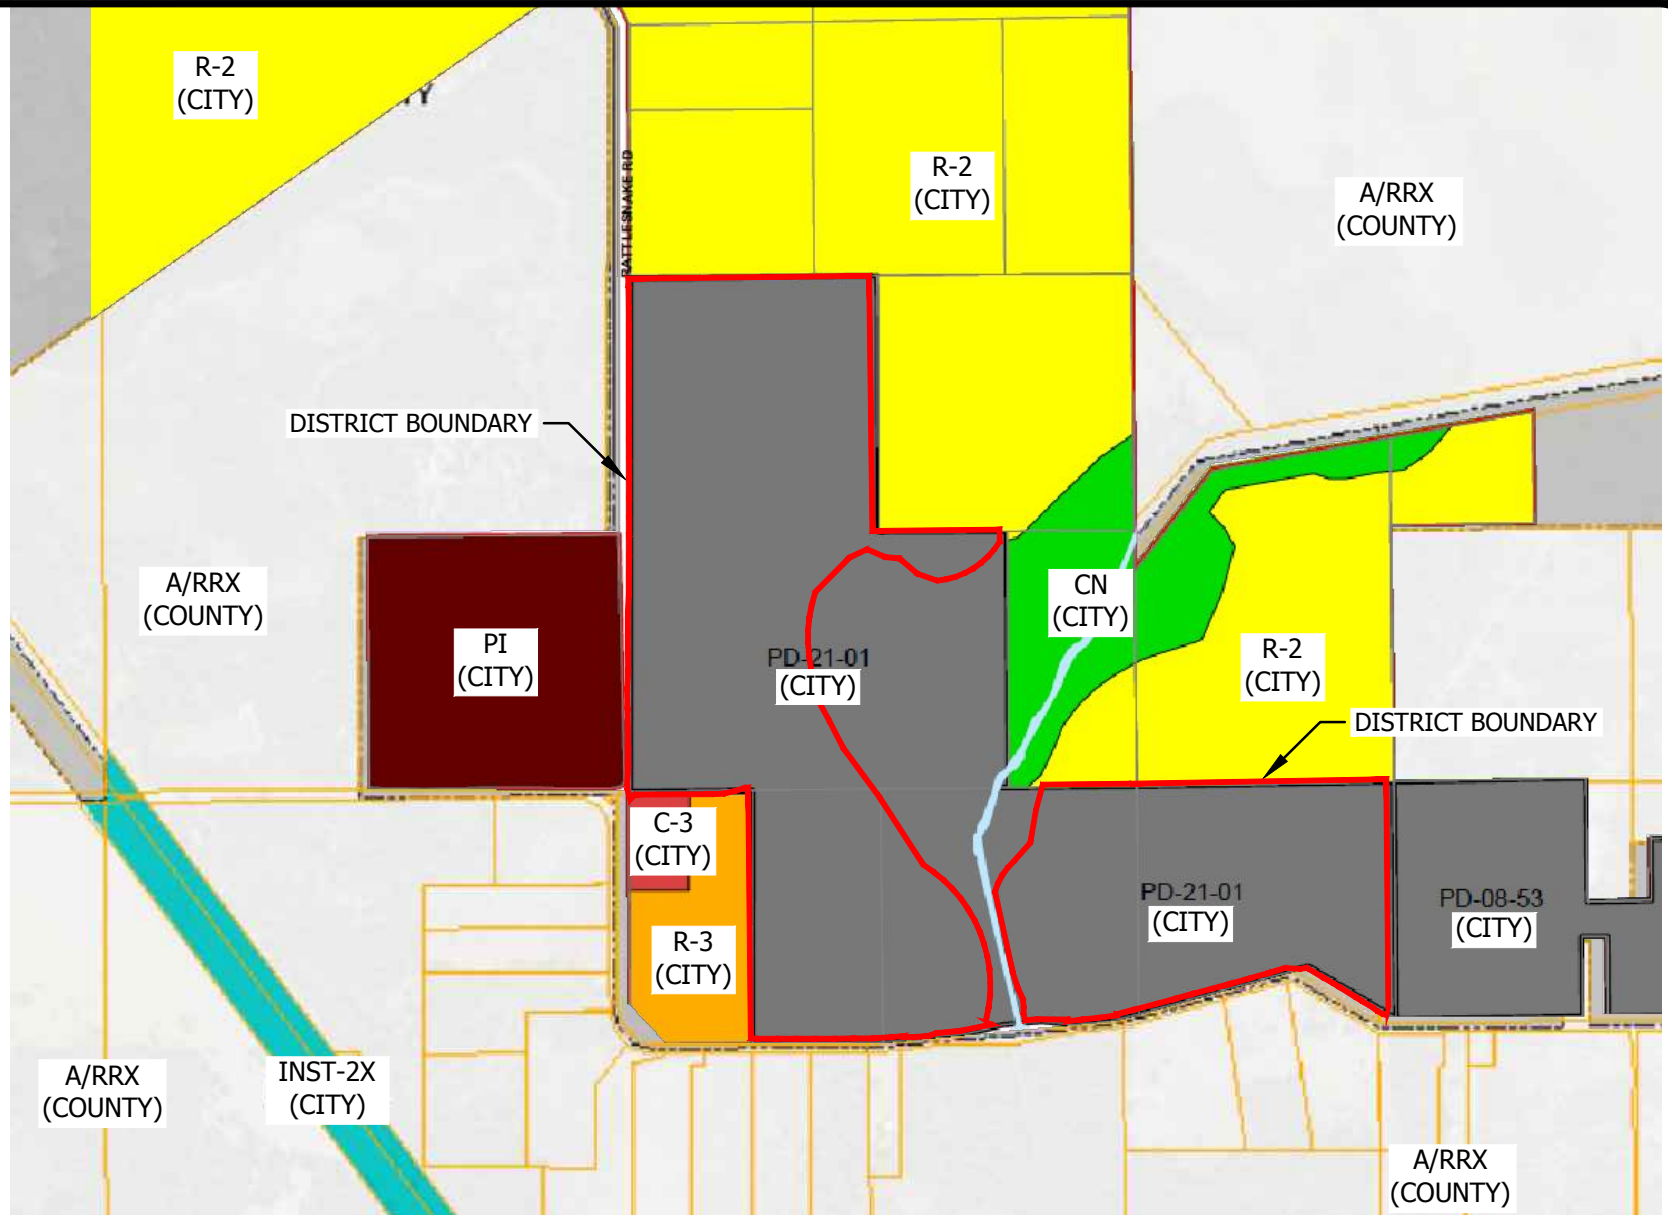 R-2
(CITY)
RATTLESNAKE RD
R-2
(CITY)
A/RRX
(COUNTY)
DISTRICT BOUNDARY
A/RRX
(COUNTY)
PI
(CITY)
PD-21-01
(CITY)
CN
(CITY)
R-2
(CITY)
DISTRICT BOUNDARY
C-3
(CITY)
R-3
(CITY)
PD-21-01
(CITY)
PD-08-53
(CITY)
A/RRX
(COUNTY)
INST-2X
(CITY)
A/RRX
(COUNTY)